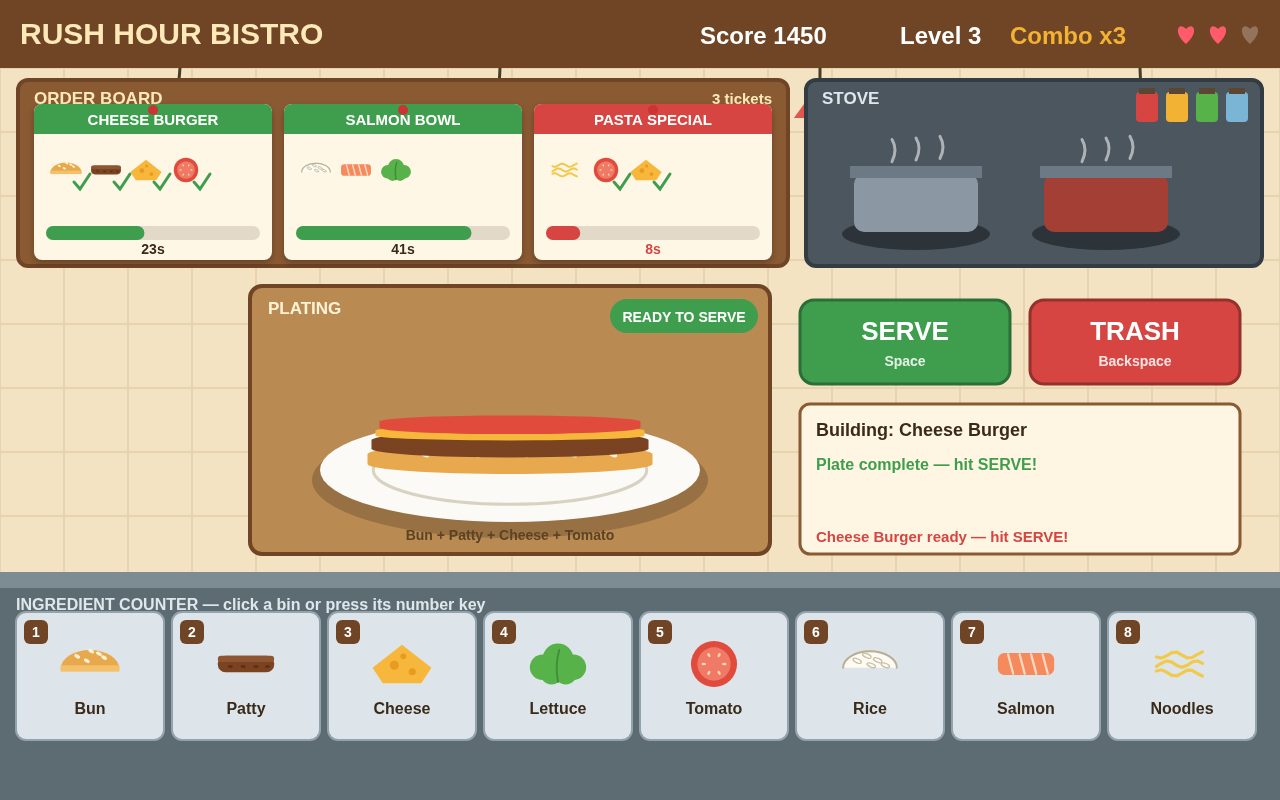 RUSH HOUR BISTRO
Score 1450
Level 3
Combo x3
ORDER BOARD
3 tickets
CHEESE BURGER
23s
SALMON BOWL
41s
PASTA SPECIAL
8s
STOVE
PLATING
READY TO SERVE
Bun + Patty + Cheese + Tomato
SERVE
Space
TRASH
Backspace
Building: Cheese Burger
Plate complete — hit SERVE!
Cheese Burger ready — hit SERVE!
INGREDIENT COUNTER — click a bin or press its number key
1
Bun
2
Patty
3
Cheese
4
Lettuce
5
Tomato
6
Rice
7
Salmon
8
Noodles